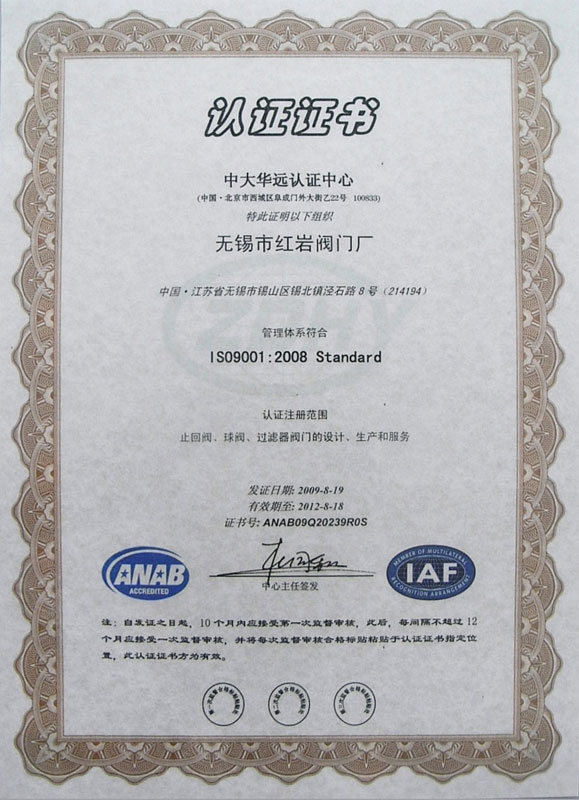 认证证书
中大华远认证中心
(中国·北京市西城区阜成门外大街乙22号 100833)
特此证明以下组织
无锡市红岩阀门厂
中国·江苏省无锡市锡山区锡北镇泾石路8号(214194)
管理体系符合
ISO9001:2008 Standard
认证注册范围
止回阀、球阀、过滤器阀门的设计、生产和服务
发证日期: 2009-8-19
有效期至: 2012-8-18
证书号: ANAB09Q20239R0S
ANAB
ACCREDITED
中心主任签发
MEMBER OF MULTILATERAL
IAF
RECOGNITION ARRANGEMENT
注: 自发证之日起, 10个月内应接受第一次监督审核, 此后, 每间隔不超过12
个月应接受一次监督审核, 并将每次监督审核合格标贴粘贴于认证证书指定位
置, 此认证证书方为有效。